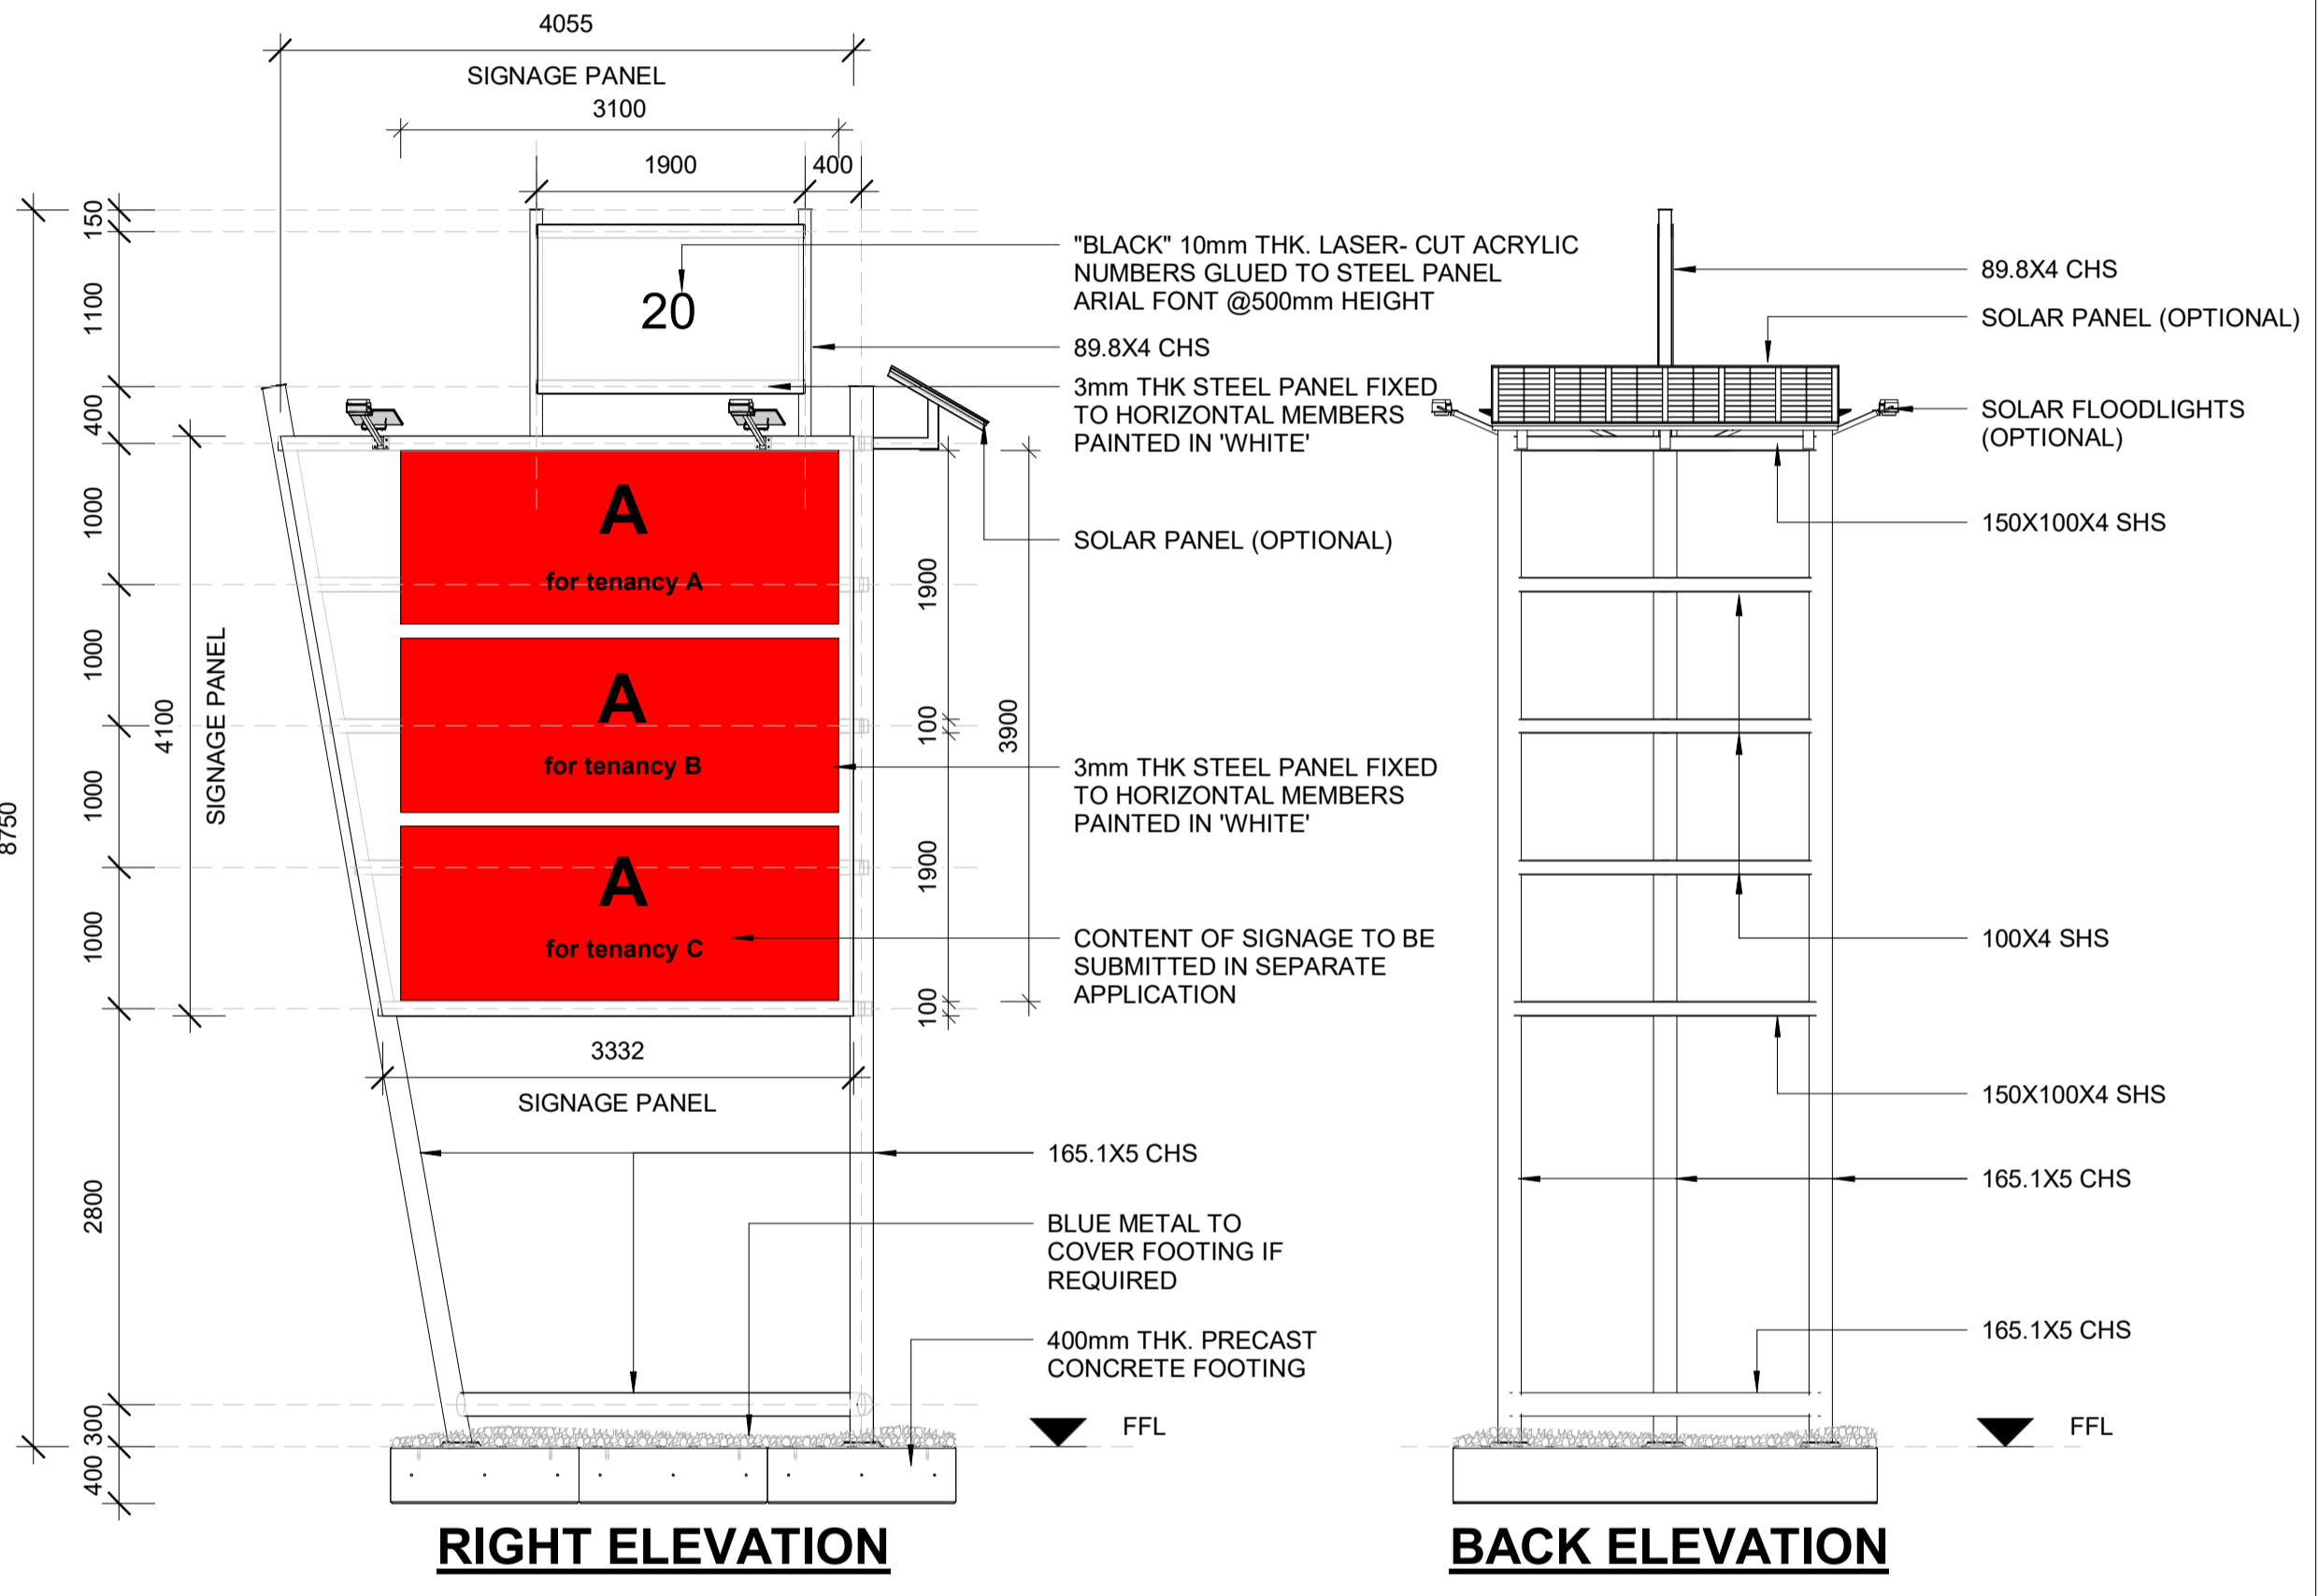 4055
SIGNAGE PANEL
3100
1900
400
8750
150
1100
400
1000
1000
1000
1000
2800
300
400
4100
SIGNAGE PANEL
20
A
for tenancy A
A
for tenancy B
A
for tenancy C
1900
100
1900
100
3900
3332
SIGNAGE PANEL
"BLACK" 10mm THK. LASER- CUT ACRYLIC
NUMBERS GLUED TO STEEL PANEL
ARIAL FONT @500mm HEIGHT
89.8X4 CHS
3mm THK STEEL PANEL FIXED
TO HORIZONTAL MEMBERS
PAINTED IN 'WHITE'
SOLAR PANEL (OPTIONAL)
3mm THK STEEL PANEL FIXED
TO HORIZONTAL MEMBERS
PAINTED IN 'WHITE'
CONTENT OF SIGNAGE TO BE
SUBMITTED IN SEPARATE
APPLICATION
165.1X5 CHS
BLUE METAL TO
COVER FOOTING IF
REQUIRED
400mm THK. PRECAST
CONCRETE FOOTING
FFL
RIGHT ELEVATION
89.8X4 CHS
SOLAR PANEL (OPTIONAL)
SOLAR FLOODLIGHTS
(OPTIONAL)
150X100X4 SHS
100X4 SHS
150X100X4 SHS
165.1X5 CHS
165.1X5 CHS
FFL
BACK ELEVATION